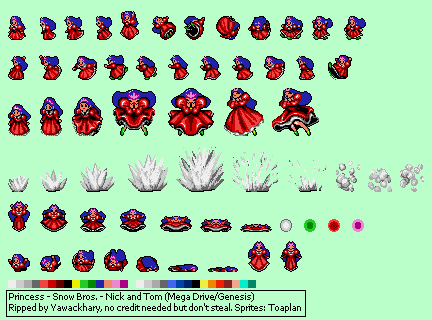 Princess - Snow Bros. - Nick and Tom (Mega Drive/Genesis)
Ripped by Yawackhary, no credit needed but don't steal. Sprites: Toaplan